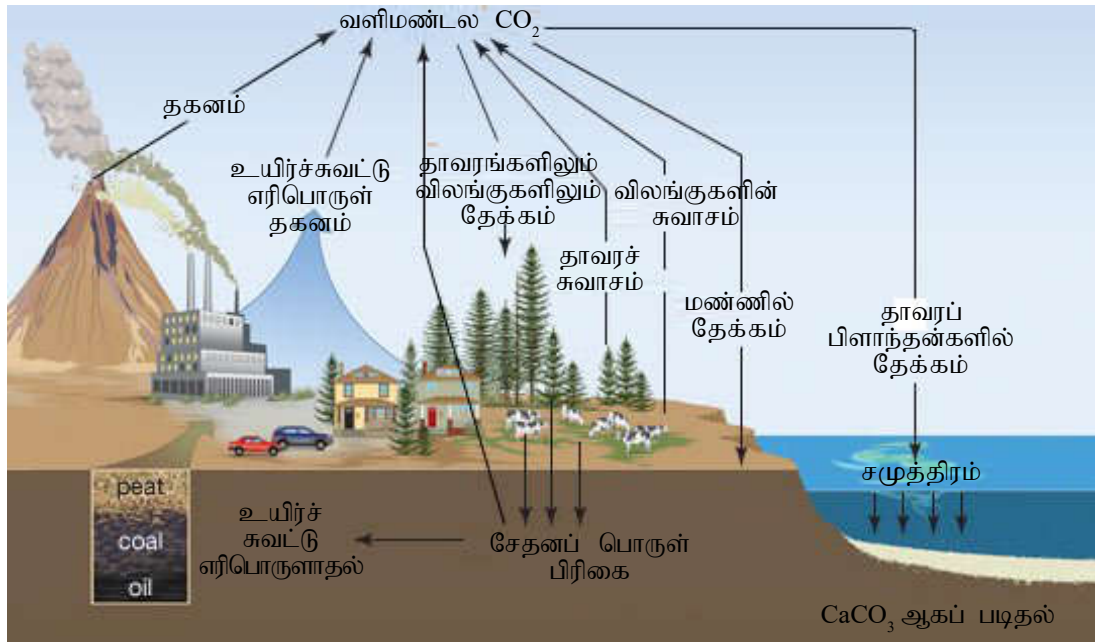 வளிமண்டல CO₂
தகனம்
உயிர்ச்சுவட்டு
எரிபொருள்
தகனம்
தாவரங்களிலும்
விலங்குகளிலும்
தேக்கம்
விலங்குகளின்
சுவாசம்
தாவரச்
சுவாசம்
மண்ணில்
தேக்கம்
தாவரப்
பிளாந்தன்களில்
தேக்கம்
சமுத்திரம்
peat
coal
oil
உயிர்ச்
சுவட்டு
எரிபொருளாதல்
சேதனப் பொருள்
பிரிகை
CaCO₃ ஆகப் படிதல்